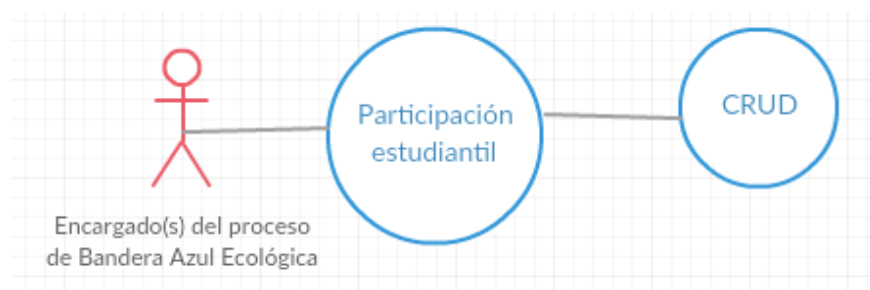 Participación
estudiantil
CRUD
Encargado(s) del proceso
de Bandera Azul Ecológica